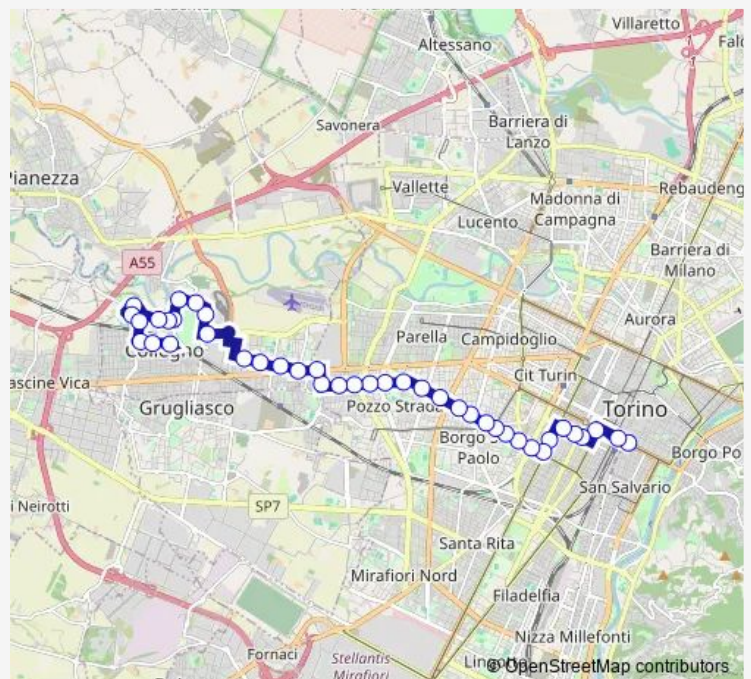 Villaretto
Altessano
Falc
Barriera di
Lanzo
Savonera
Pianezza
Vallette
Rebaudeng
Madonna di
Campagna
Lucento
Barriera di
Milano
A55
Aurora
Parella
Campidoglio
Collegno
Cit Turin
ascine Vica
Grugliasco
Pozzo Strada
Torino
Borgo S
Paolo
Borgo Po
San Salvario
i Neirotti
SP7
Santa Rita
Mirafiori Nord
Filadelfia
Nizza Millefonti
Fornaci
Stellantis
Mirafiori
Lingotto
© OpenStreetMap contributors